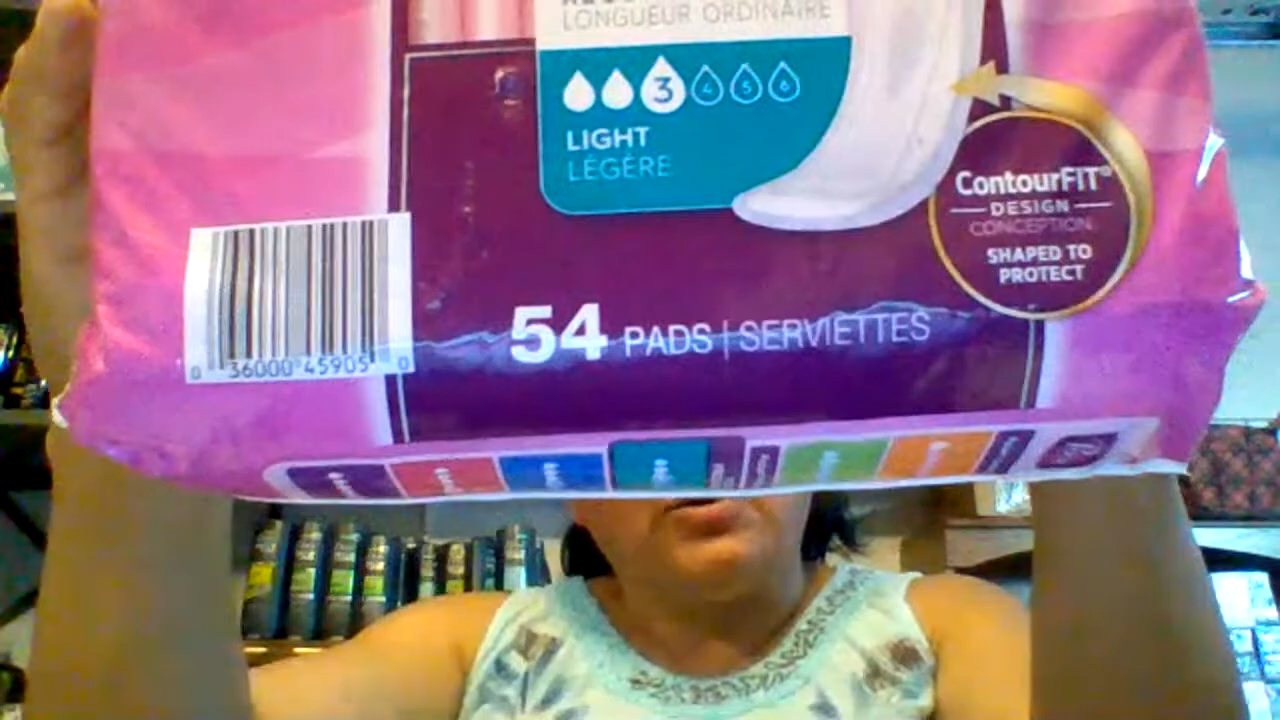 LONGUEUR ORDINAIRE
3 4 5 6
LIGHT
LÉGÈRE
ContourFIT®
DESIGN
CONCEPTION
SHAPED TO
PROTECT
54 PADS | SERVIETTES
0 36000 45905 0